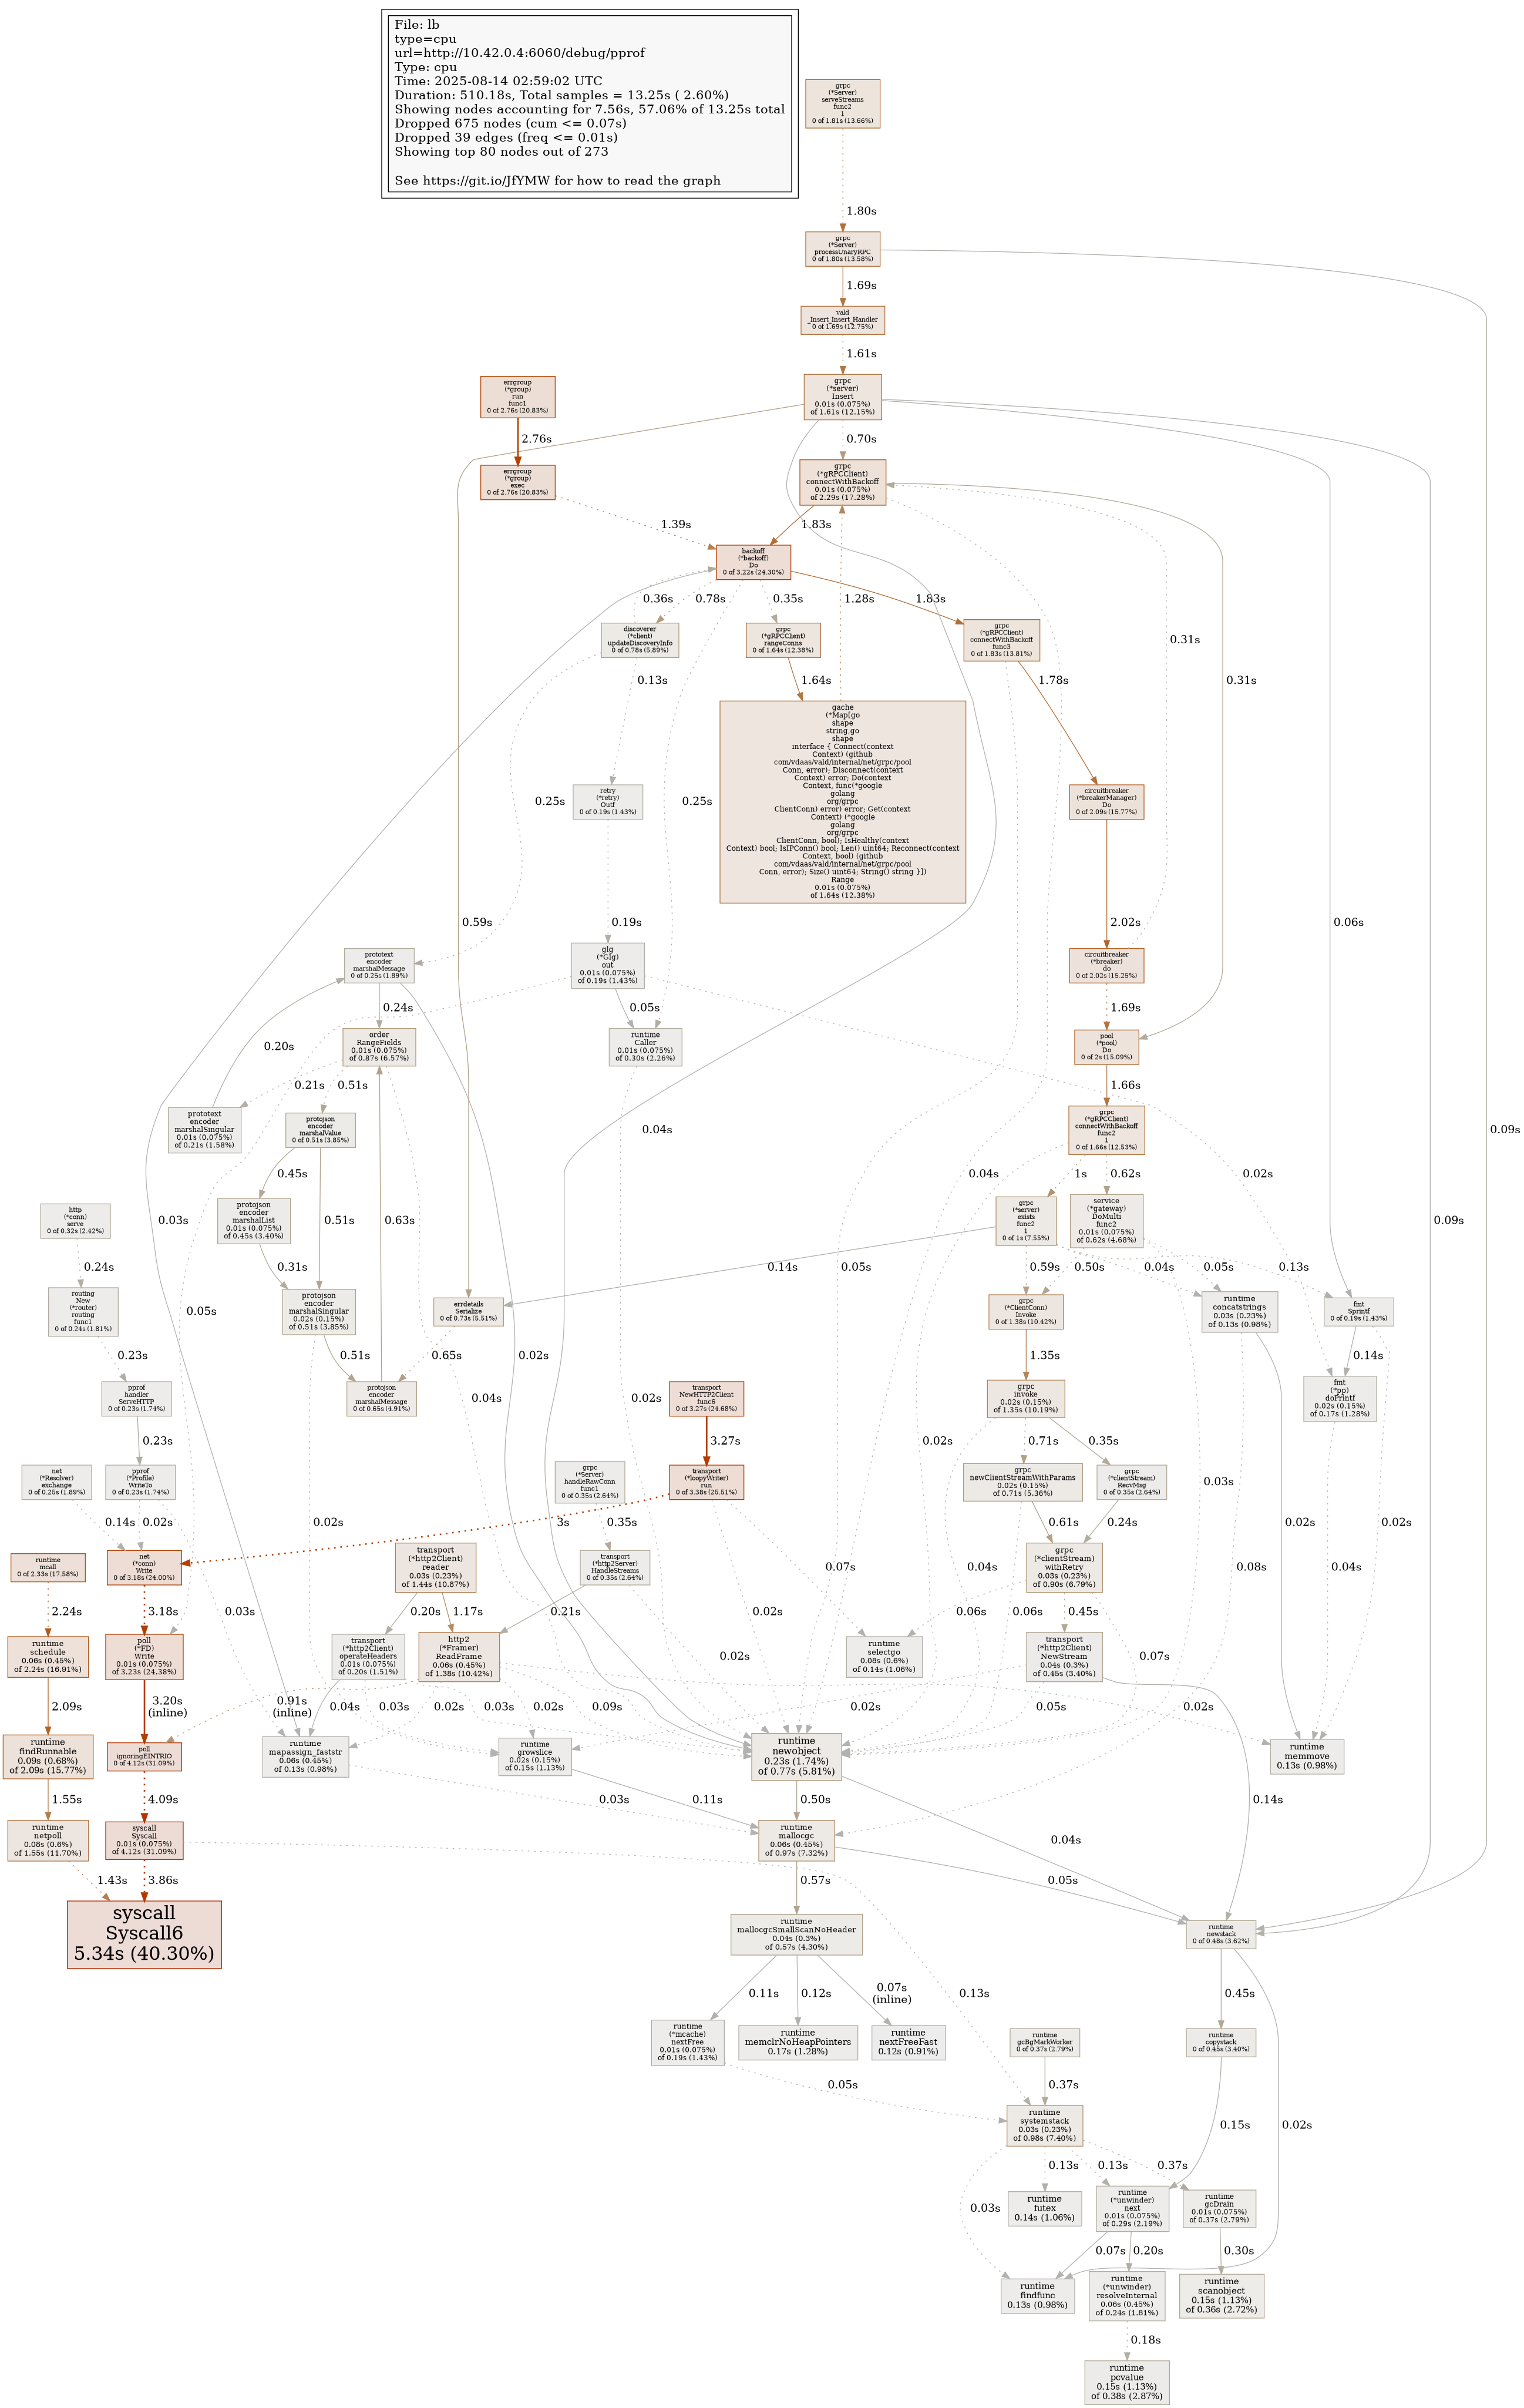 File: lb
type=cpu
url=http://10.42.0.4:6060/debug/pprof
Type: cpu
Time: 2025-08-14 02:59:02 UTC
Duration: 510.18s, Total samples = 13.25s ( 2.60%)
Showing nodes accounting for 7.56s, 57.06% of 13.25s total
Dropped 675 nodes (cum <= 0.07s)
Dropped 39 edges (freq <= 0.01s)
Showing top 80 nodes out of 273
See https://git.io/JfYMW for how to read the graph
grpc
(*Server)
serveStreams
func2
1
0 of 1.81s (13.66%)
1.80s
grpc
(*Server)
processUnaryRPC
0 of 1.80s (13.58%)
1.69s
vald
_Insert_Insert_Handler
0 of 1.69s (12.75%)
1.61s
grpc
(*server)
Insert
0.01s (0.075%)
of 1.61s (12.15%)
errgroup
(*group)
run
func1
0 of 2.76s (20.83%)
2.76s
0.70s
errgroup
(*group)
exec
0 of 2.76s (20.83%)
grpc
(*gRPCClient)
connectWithBackoff
0.01s (0.075%)
of 2.29s (17.28%)
1.39s
1.83s
backoff
(*backoff)
Do
0 of 3.22s (24.30%)
0.36s
0.78s
0.35s
1.28s
1.83s
discoverer
(*client)
updateDiscoveryInfo
0 of 0.78s (5.89%)
grpc
(*gRPCClient)
rangeConns
0 of 1.64s (12.38%)
grpc
(*gRPCClient)
connectWithBackoff
func3
0 of 1.83s (13.81%)
0.31s
0.13s
1.64s
1.78s
0.31s
gache
(*Map[go
shape
string,go
shape
interface { Connect(context
Context) (github
com/vdaas/vald/internal/net/grpc/pool
Conn, error); Disconnect(context
Context) error; Do(context
Context, func(*google
golang
org/grpc
ClientConn) error) error; Get(context
Context) (*google
golang
org/grpc
ClientConn, bool); IsHealthy(context
Context) bool; IsIPConn() bool; Len() uint64; Reconnect(context
Context, bool) (github
com/vdaas/vald/internal/net/grpc/pool
Conn, error); Size() uint64; String() string }])
Range
0.01s (0.075%)
of 1.64s (12.38%)
retry
(*retry)
Outf
0 of 0.19s (1.43%)
0.25s
0.25s
circuitbreaker
(*breakerManager)
Do
0 of 2.09s (15.77%)
0.59s
0.19s
2.02s
0.06s
prototext
encoder
marshalMessage
0 of 0.25s (1.89%)
glg
(*Glg)
out
0.01s (0.075%)
of 0.19s (1.43%)
circuitbreaker
(*breaker)
do
0 of 2.02s (15.25%)
0.24s
0.05s
1.69s
order
RangeFields
0.01s (0.075%)
of 0.87s (6.57%)
runtime
Caller
0.01s (0.075%)
of 0.30s (2.26%)
pool
(*pool)
Do
0 of 2s (15.09%)
0.20s
0.21s
0.51s
1.66s
prototext
encoder
marshalSingular
0.01s (0.075%)
of 0.21s (1.58%)
protojson
encoder
marshalValue
0 of 0.51s (3.85%)
0.04s
grpc
(*gRPCClient)
connectWithBackoff
func2
1
0 of 1.66s (12.53%)
0.09s
0.45s
0.04s
1s
0.62s
0.02s
http
(*conn)
serve
0 of 0.32s (2.42%)
0.03s
protojson
encoder
marshalList
0.01s (0.075%)
of 0.45s (3.40%)
0.51s
0.63s
grpc
(*server)
exists
func2
1
0 of 1s (7.55%)
service
(*gateway)
DoMulti
func2
0.01s (0.075%)
of 0.62s (4.68%)
0.09s
0.24s
0.31s
0.14s
0.59s
0.50s
0.04s
0.05s
0.13s
routing
New
(*router)
routing
func1
0 of 0.24s (1.81%)
0.05s
protojson
encoder
marshalSingular
0.02s (0.15%)
of 0.51s (3.85%)
errdetails
Serialize
0 of 0.73s (5.51%)
0.05s
grpc
(*ClientConn)
Invoke
0 of 1.38s (10.42%)
runtime
concatstrings
0.03s (0.23%)
of 0.13s (0.98%)
fmt
Sprintf
0 of 0.19s (1.43%)
0.23s
0.51s
0.65s
0.02s
1.35s
0.14s
pprof
handler
ServeHTTP
0 of 0.23s (1.74%)
protojson
encoder
marshalMessage
0 of 0.65s (4.91%)
0.04s
transport
NewHTTP2Client
func6
0 of 3.27s (24.68%)
0.02s
grpc
invoke
0.02s (0.15%)
of 1.35s (10.19%)
fmt
(*pp)
doPrintf
0.02s (0.15%)
of 0.17s (1.28%)
0.23s
3.27s
0.02s
0.71s
0.35s
0.03s
net
(*Resolver)
exchange
0 of 0.25s (1.89%)
pprof
(*Profile)
WriteTo
0 of 0.23s (1.74%)
grpc
(*Server)
handleRawConn
func1
0 of 0.35s (2.64%)
transport
(*loopyWriter)
run
0 of 3.38s (25.51%)
grpc
newClientStreamWithParams
0.02s (0.15%)
of 0.71s (5.36%)
grpc
(*clientStream)
RecvMsg
0 of 0.35s (2.64%)
0.14s
0.02s
0.02s
3s
0.35s
0.61s
0.24s
0.02s
0.02s
runtime
mcall
0 of 2.33s (17.58%)
net
(*conn)
Write
0 of 3.18s (24.00%)
transport
(*http2Client)
reader
0.03s (0.23%)
of 1.44s (10.87%)
transport
(*http2Server)
HandleStreams
0 of 0.35s (2.64%)
0.07s
0.04s
grpc
(*clientStream)
withRetry
0.03s (0.23%)
of 0.90s (6.79%)
0.08s
0.04s
2.24s
3.18s
0.03s
0.20s
1.17s
0.21s
0.02s
0.06s
0.06s
0.45s
runtime
schedule
0.06s (0.45%)
of 2.24s (16.91%)
poll
(*FD)
Write
0.01s (0.075%)
of 3.23s (24.38%)
transport
(*http2Client)
operateHeaders
0.01s (0.075%)
of 0.20s (1.51%)
http2
(*Framer)
ReadFrame
0.06s (0.45%)
of 1.38s (10.42%)
0.02s
runtime
selectgo
0.08s (0.6%)
of 0.14s (1.06%)
transport
(*http2Client)
NewStream
0.04s (0.3%)
of 0.45s (3.40%)
0.07s
2.09s
3.20s
(inline)
0.91s
(inline)
0.04s
0.03s
0.02s
0.03s
0.02s
0.09s
0.02s
0.05s
0.02s
runtime
findRunnable
0.09s (0.68%)
of 2.09s (15.77%)
poll
ignoringEINTRIO
0 of 4.12s (31.09%)
runtime
mapassign_faststr
0.06s (0.45%)
of 0.13s (0.98%)
runtime
growslice
0.02s (0.15%)
of 0.15s (1.13%)
runtime
newobject
0.23s (1.74%)
of 0.77s (5.81%)
runtime
memmove
0.13s (0.98%)
1.55s
4.09s
0.03s
0.11s
0.50s
0.14s
runtime
netpoll
0.08s (0.6%)
of 1.55s (11.70%)
syscall
Syscall
0.01s (0.075%)
of 4.12s (31.09%)
runtime
mallocgc
0.06s (0.45%)
of 0.97s (7.32%)
0.04s
1.43s
3.86s
0.57s
0.05s
syscall
Syscall6
5.34s (40.30%)
runtime
mallocgcSmallScanNoHeader
0.04s (0.3%)
of 0.57s (4.30%)
runtime
newstack
0 of 0.48s (3.62%)
0.11s
0.12s
0.07s
(inline)
0.13s
0.45s
runtime
(*mcache)
nextFree
0.01s (0.075%)
of 0.19s (1.43%)
runtime
memclrNoHeapPointers
0.17s (1.28%)
runtime
nextFreeFast
0.12s (0.91%)
runtime
gcBgMarkWorker
0 of 0.37s (2.79%)
runtime
copystack
0 of 0.45s (3.40%)
0.05s
0.37s
runtime
systemstack
0.03s (0.23%)
of 0.98s (7.40%)
0.15s
0.02s
0.13s
0.13s
0.37s
0.03s
runtime
futex
0.14s (1.06%)
runtime
(*unwinder)
next
0.01s (0.075%)
of 0.29s (2.19%)
runtime
gcDrain
0.01s (0.075%)
of 0.37s (2.79%)
0.07s
0.20s
0.30s
runtime
findfunc
0.13s (0.98%)
runtime
(*unwinder)
resolveInternal
0.06s (0.45%)
of 0.24s (1.81%)
runtime
scanobject
0.15s (1.13%)
of 0.36s (2.72%)
0.18s
runtime
pcvalue
0.15s (1.13%)
of 0.38s (2.87%)